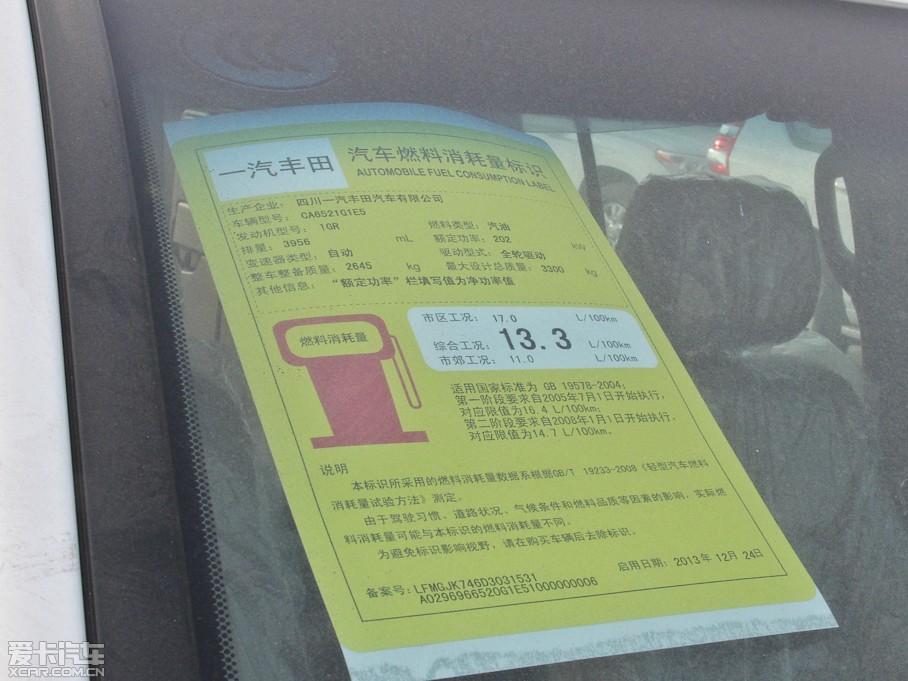 一汽丰田 汽车燃料消耗量标识
AUTOMOBILE FUEL CONSUMPTION LABEL
生产企业: 四川一汽丰田汽车有限公司
车辆型号: CA6521G1E5
发动机型号: 1GR 燃料类型: 汽油
排量: 3956 mL 额定功率: 202 kW
变速器类型: 自动 驱动型式: 全轮驱动
整车整备质量: 2645 kg 最大设计总质量: 3300 kg
其他信息: “额定功率”栏填写值为净功率值
燃料消耗量
市区工况: 17.0 L/100km
综合工况: 13.3 L/100km
市郊工况: 11.0 L/100km
适用国家标准为 GB 19578-2004;
第一阶段要求自2005年7月1日开始执行,
对应限值为16.4 L/100km;
第二阶段要求自2008年1月1日开始执行,
对应限值为14.7 L/100km。
说明
本标识所采用的燃料消耗量数据系根据GB/T 19233-2008《轻型汽车燃料
消耗量试验方法》测定。
由于驾驶习惯、道路状况、气候条件和燃料品质等因素的影响,实际燃
料消耗量可能与本标识的燃料消耗量不同。
为避免标识影响视野,请在购买车辆后去除标识。
启用日期: 2013年 12月 24日
备案号: LFMGJK746D3031531
A0296966520G1E51000000006
爱卡汽车
XCAR.COM.CN